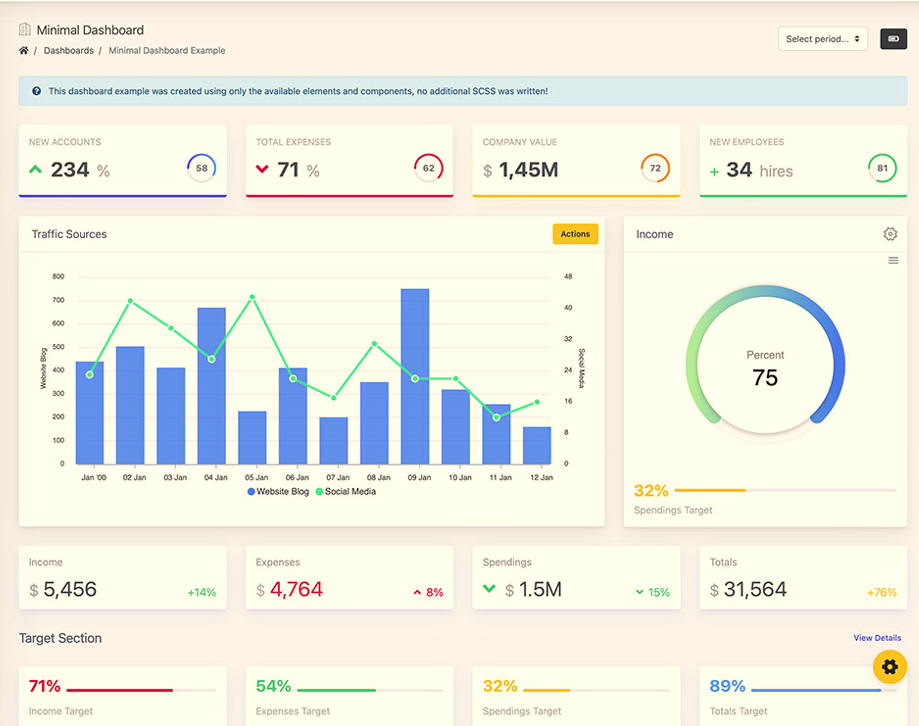 Minimal Dashboard
/ Dashboards / Minimal Dashboard Example
Select period...
This dashboard example was created using only the available elements and components, no additional SCSS was written!
NEW ACCOUNTS
234 %
58
TOTAL EXPENSES
71 %
62
COMPANY VALUE
$ 1,45M
72
NEW EMPLOYEES
+ 34 hires
81
Traffic Sources
Actions
800
700
600
500
400
300
200
100
0
Website Blog
48
40
32
24
16
8
0
Social Media
Jan '00 02 Jan 03 Jan 04 Jan 05 Jan 06 Jan 07 Jan 08 Jan 09 Jan 10 Jan 11 Jan 12 Jan
Website Blog Social Media
Income
Percent
75
32%
Spendings Target
Income
$ 5,456 +14%
Expenses
$ 4,764 8%
Spendings
$ 1.5M 15%
Totals
$ 31,564 +76%
Target Section
View Details
71%
Income Target
54%
Expenses Target
32%
Spendings Target
89%
Totals Target